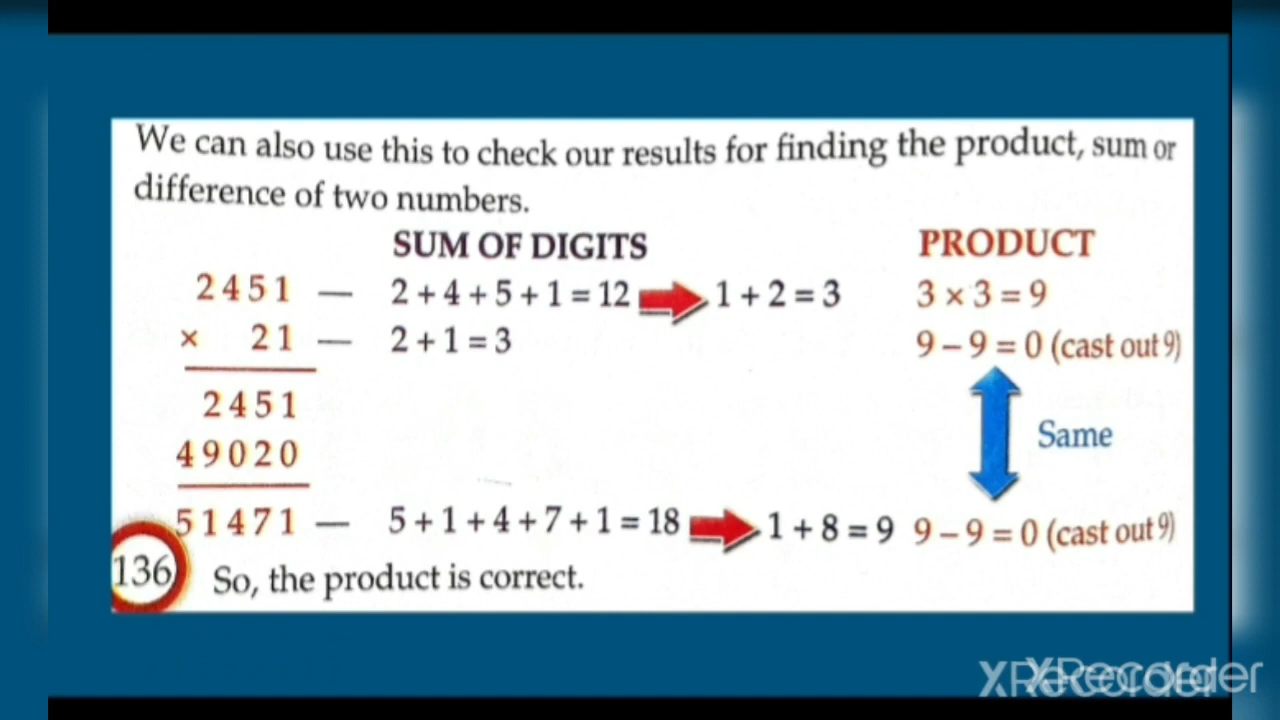 We can also use this to check our results for finding the product, sum or
difference of two numbers.
SUM OF DIGITS PRODUCT
2451 — 2 + 4 + 5 + 1 = 12 1 + 2 = 3 3 × 3 = 9
× 21 — 2 + 1 = 3 9 – 9 = 0 (cast out 9)
2451
Same
49020
51471 — 5 + 1 + 4 + 7 + 1 = 18 1 + 8 = 9 9 – 9 = 0 (cast out 9)
136 So, the product is correct.
XRecorder